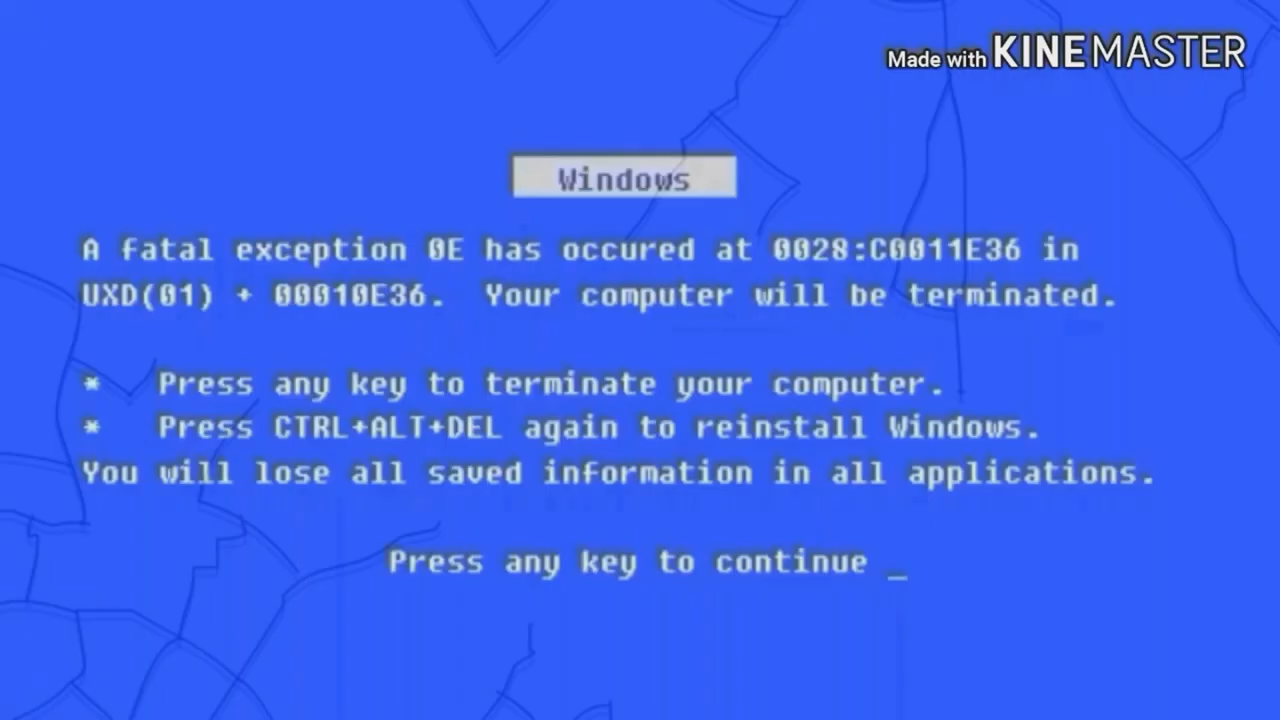 Made with KINEMASTER
Windows
A fatal exception 0E has occured at 0028:C0011E36 in
UXD(01) + 00010E36. Your computer will be terminated.
* Press any key to terminate your computer.
* Press CTRL+ALT+DEL again to reinstall Windows.
You will lose all saved information in all applications.
Press any key to continue _